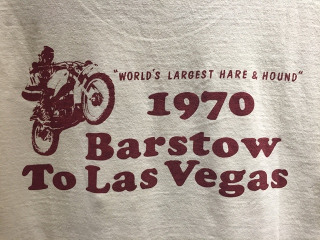 "WORLD'S LARGEST HARE & HOUND"
1970
Barstow
To Las Vegas